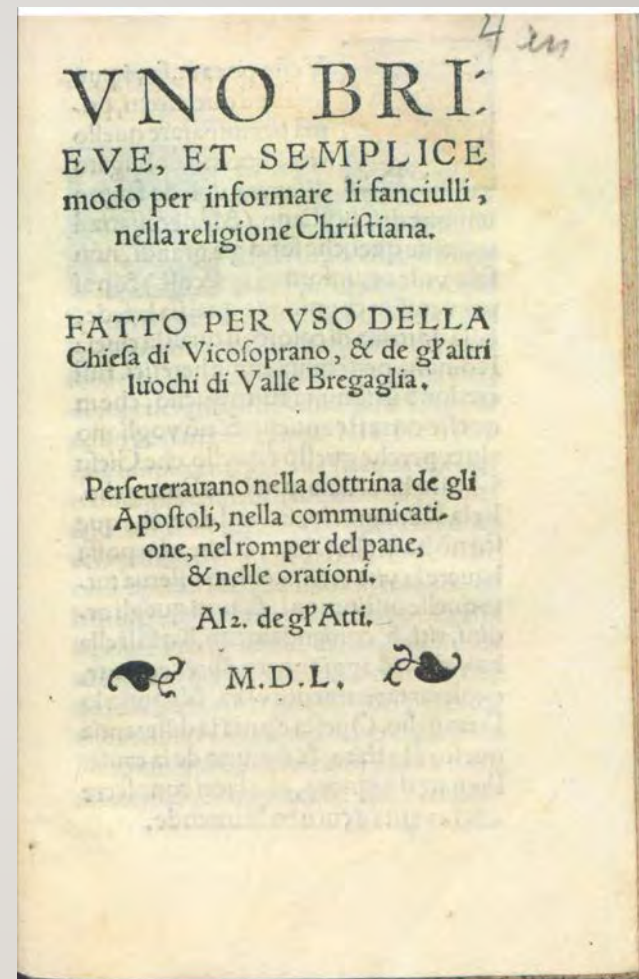 VNO BRI-
EVE, ET SEMPLICE
modo per informare li fanciulli,
nella religione Chriſtiana.
FATTO PER VSO DELLA
Chieſa di Vicoſoprano, & de gl'altri
luochi di Valle Bregaglia.
Perſeuerauano nella dottrina de gli
Apoſtoli, nella communicati-
one, nel romper del pane,
& nelle orationi.
Al 2. de gl'Atti.
M.D.L.